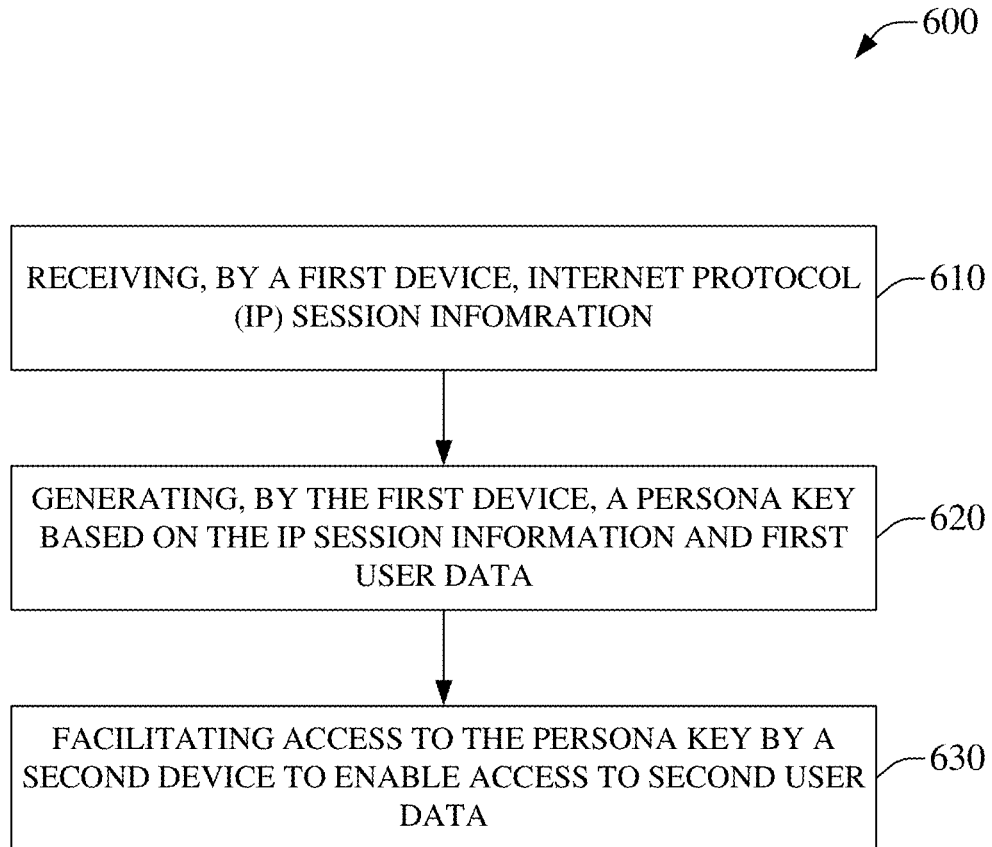 600
RECEIVING, BY A FIRST DEVICE, INTERNET PROTOCOL
(IP) SESSION INFOMRATION
610
GENERATING, BY THE FIRST DEVICE, A PERSONA KEY
BASED ON THE IP SESSION INFORMATION AND FIRST
USER DATA
620
FACILITATING ACCESS TO THE PERSONA KEY BY A
SECOND DEVICE TO ENABLE ACCESS TO SECOND USER
DATA
630